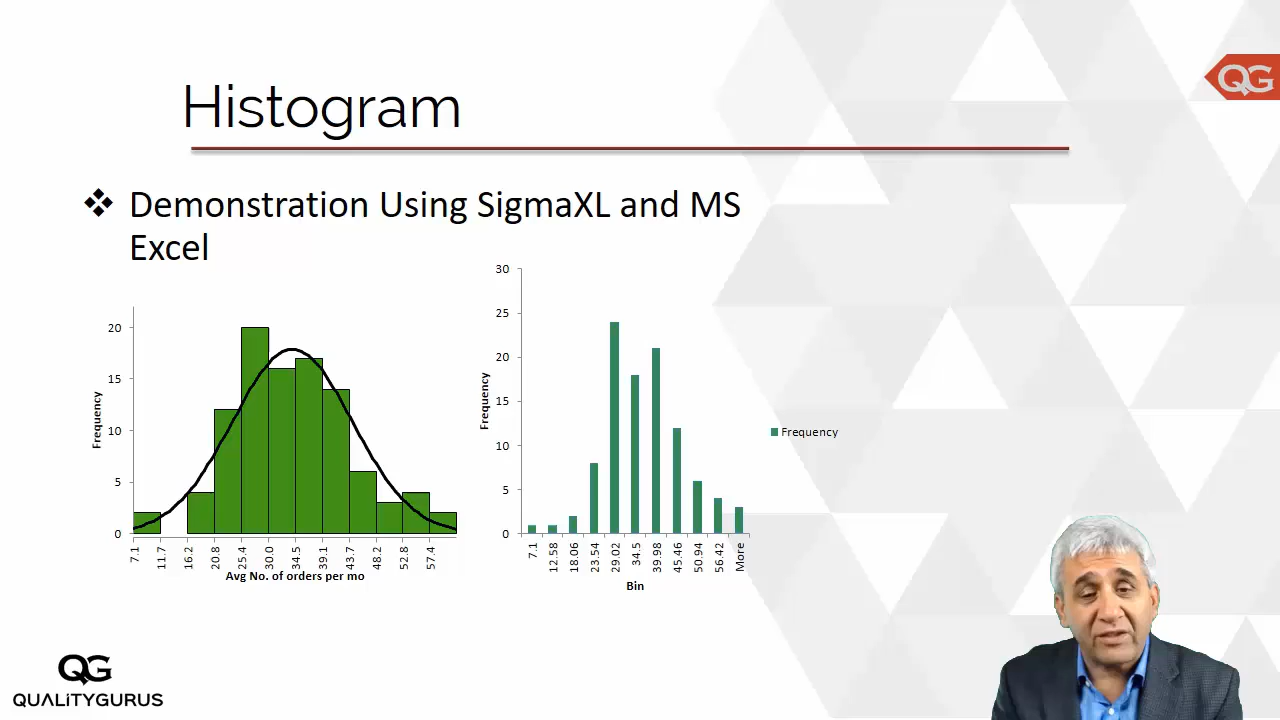 QG
Histogram
Demonstration Using SigmaXL and MS
Excel
20
15
10
5
0
Frequency
7.1
11.7
16.2
20.8
25.4
30.0
34.5
39.1
43.7
48.2
52.8
57.4
Avg No. of orders per mo
30
25
20
15
10
5
0
Frequency
7.1
12.58
18.06
23.54
29.02
34.5
39.98
45.46
50.94
56.42
More
Bin
Frequency
QG
QUALiTYGURUS